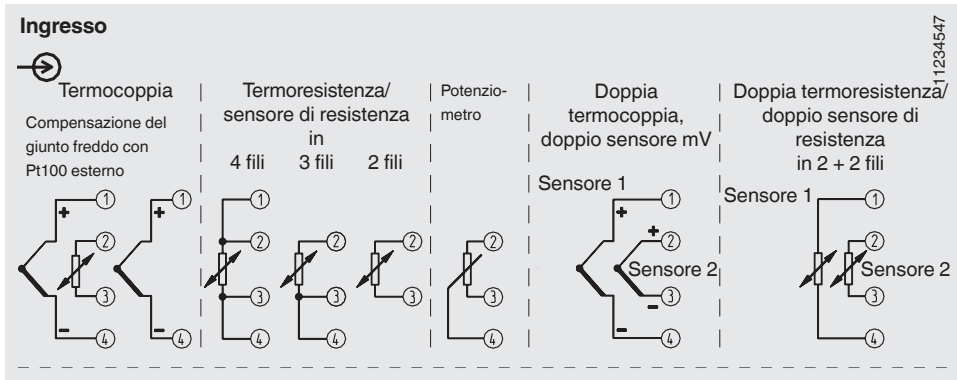 Ingresso
11234547
Termocoppia
Compensazione del
giunto freddo con
Pt100 esterno
1
+
2
3
−
4
1
+
−
4
Termoresistenza/
sensore di resistenza
in
4 fili 3 fili 2 fili
1
2
3
4
2
3
4
2
3
Potenzio-
metro
2
3
4
Doppia
termocoppia,
doppio sensore mV
Sensore 1
1
+
+
2
Sensore 2
3
−
−
4
Doppia termoresistenza/
doppio sensore di
resistenza
in 2 + 2 fili
Sensore 1
1
2
Sensore 2
3
4